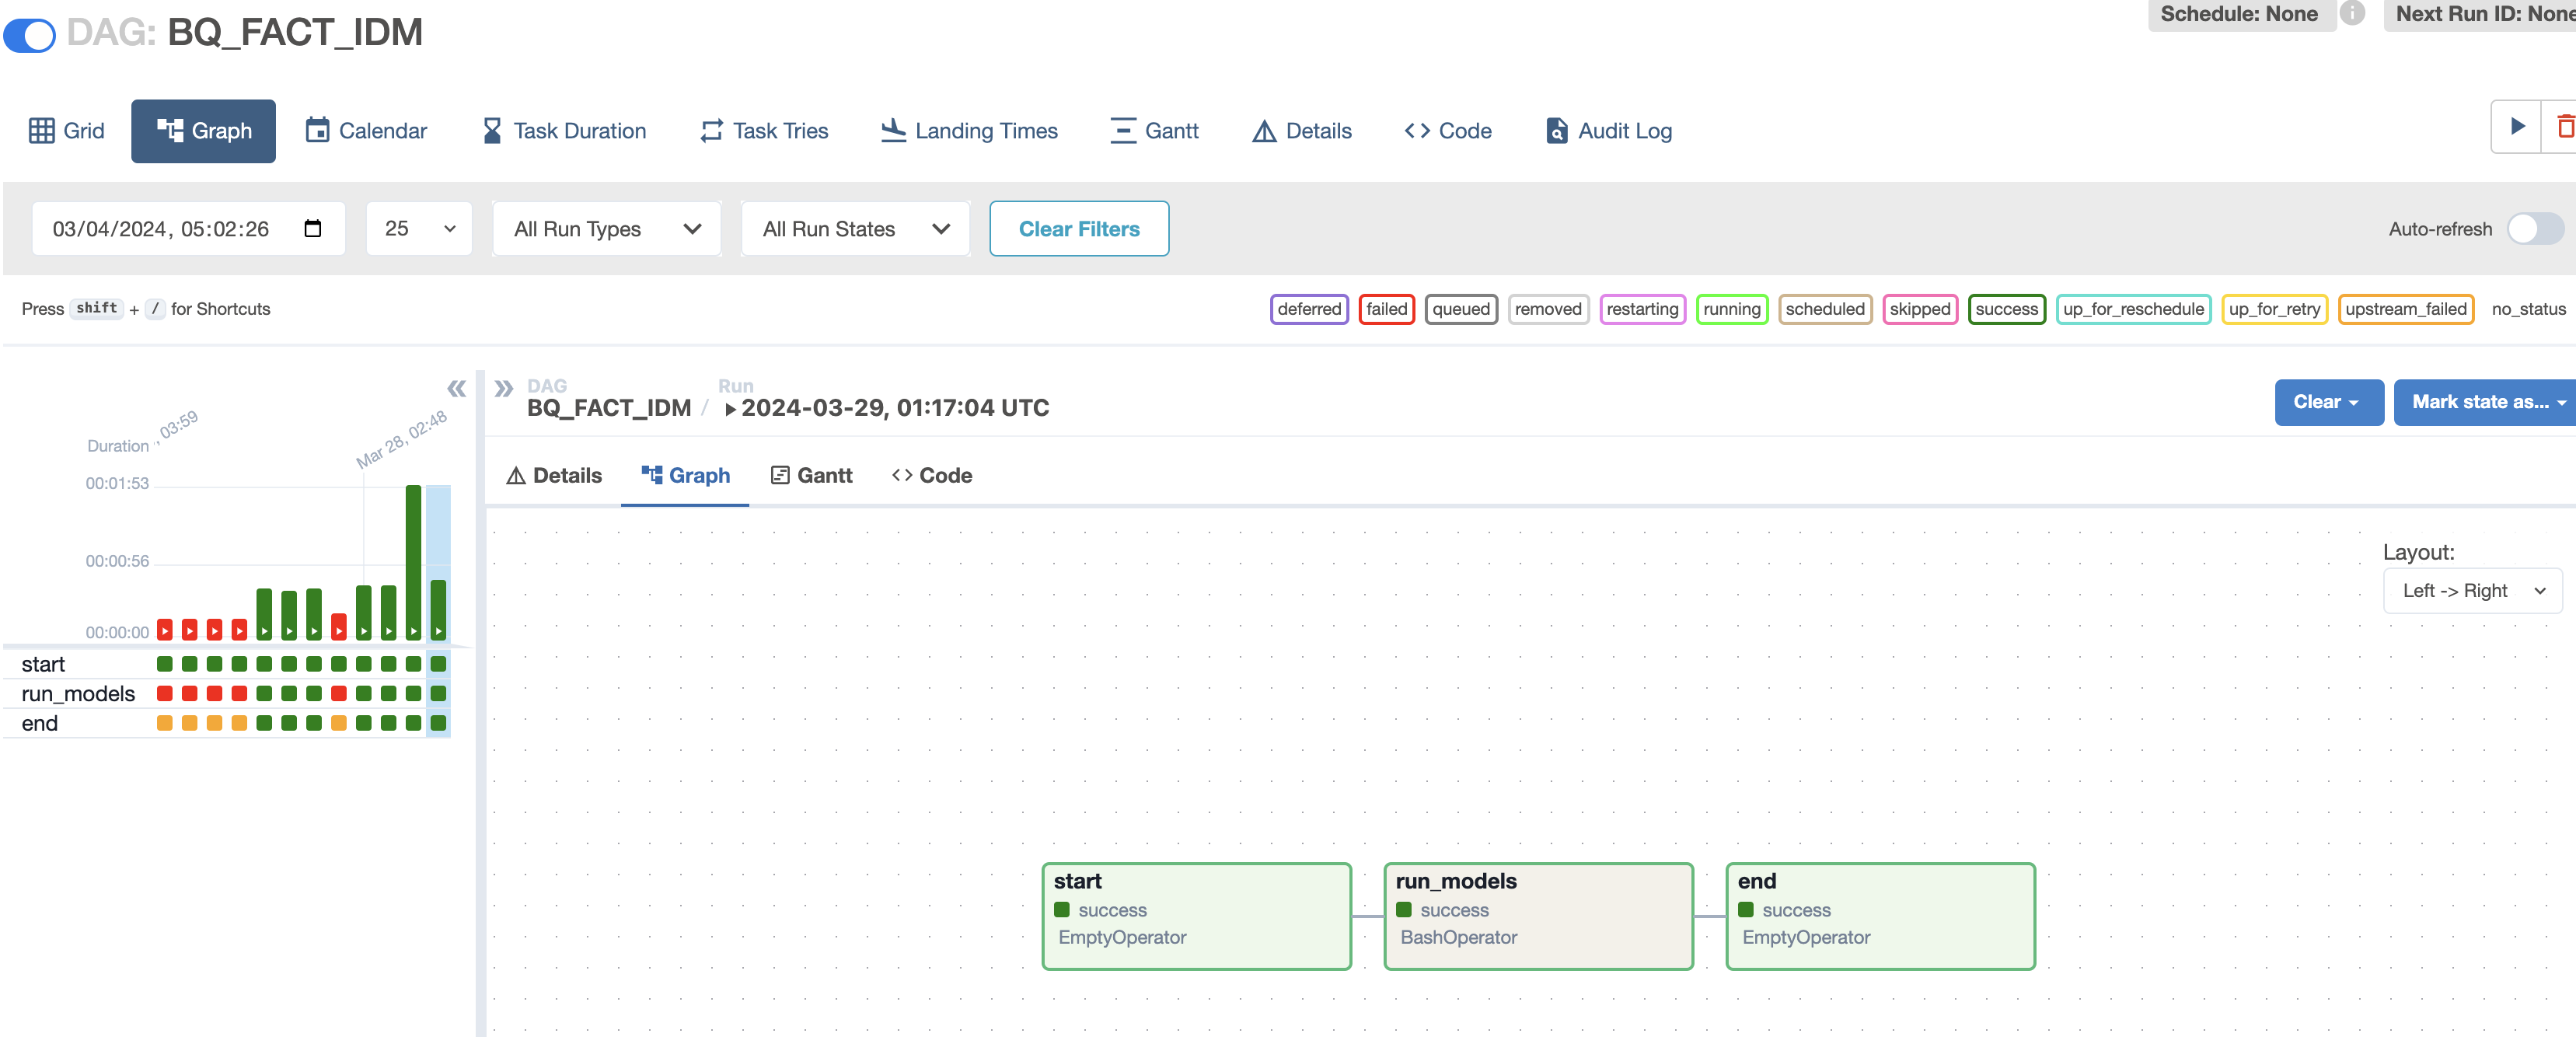 DAG: BQ_FACT_IDM
Schedule: None
Next Run ID: None
Grid
Graph
Calendar
Task Duration
Task Tries
Landing Times
Gantt
Details
Code
Audit Log
03/04/2024, 05:02:26
25
All Run Types
All Run States
Clear Filters
Auto-refresh
Press shift + / for Shortcuts
deferred
failed
queued
removed
restarting
running
scheduled
skipped
success
up_for_reschedule
up_for_retry
upstream_failed
no_status
Duration
, 03:59
Mar 28, 02:48
00:01:53
00:00:56
00:00:00
start
run_models
end
DAG
BQ_FACT_IDM
/
Run
2024-03-29, 01:17:04 UTC
Clear
Mark state as...
Details
Graph
Gantt
Code
Layout:
Left -> Right
start
success
EmptyOperator
run_models
success
BashOperator
end
success
EmptyOperator